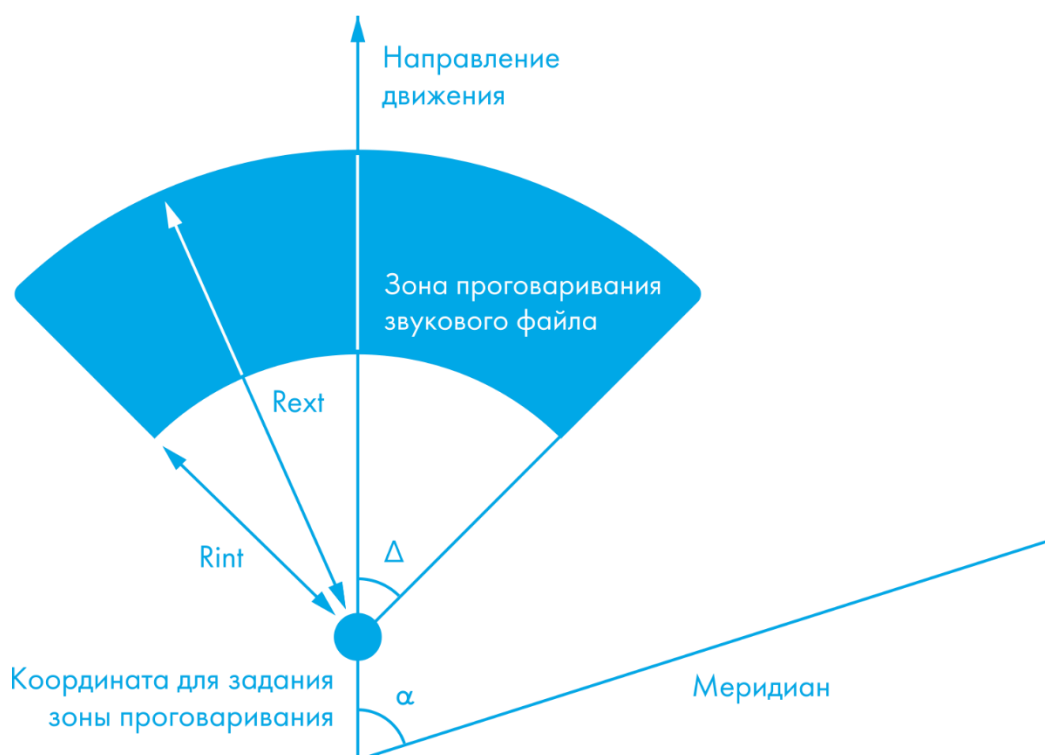 Направление
движения
Зона проговаривания
звукового файла
Rext
Rint
Δ
Координата для задания
зоны проговаривания
α
Меридиан